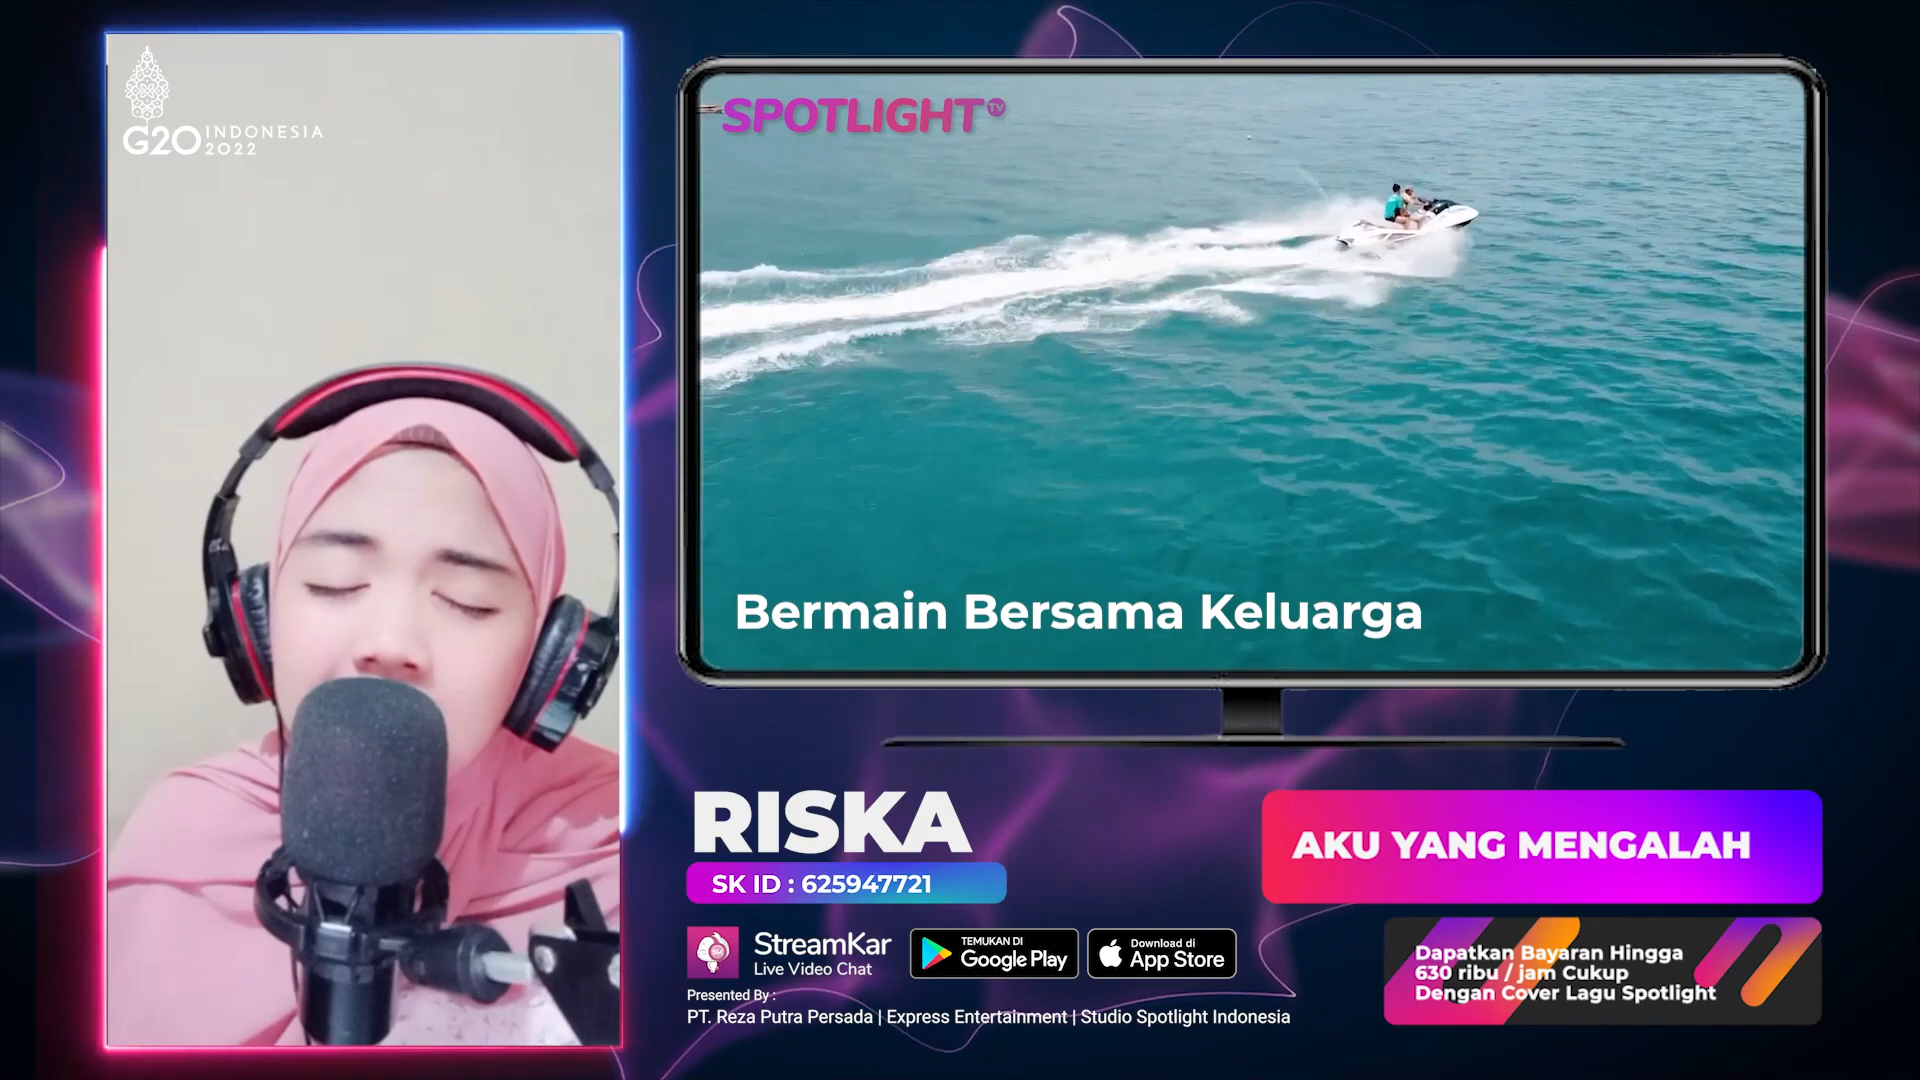 G20 INDONESIA
2022
SPOTLIGHT TV
Bermain Bersama Keluarga
RISKA
SK ID : 625947721
AKU YANG MENGALAH
StreamKar
Live Video Chat
TEMUKAN DI
Google Play
Download di
App Store
Dapatkan Bayaran Hingga
630 ribu / jam Cukup
Dengan Cover Lagu Spotlight
Presented By :
PT. Reza Putra Persada | Express Entertainment | Studio Spotlight Indonesia